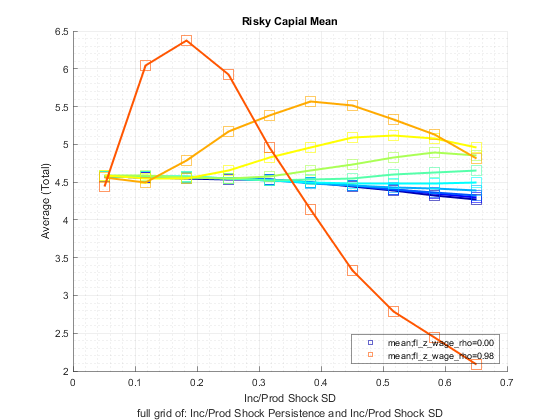 Risky Capial Mean
6.5
6
5.5
5
4.5
4
3.5
3
2.5
2
Average (Total)
mean;fl_z_wage_rho=0.00
mean;fl_z_wage_rho=0.98
0 0.1 0.2 0.3 0.4 0.5 0.6 0.7
Inc/Prod Shock SD
full grid of: Inc/Prod Shock Persistence and Inc/Prod Shock SD